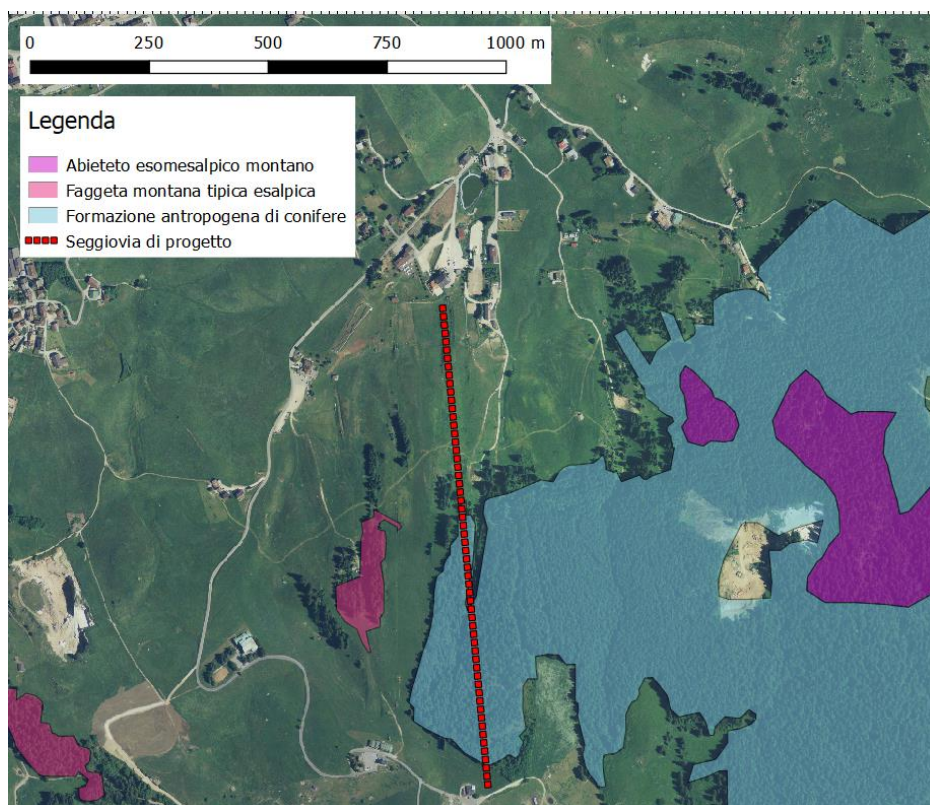 0 250 500 750 1000 m
Legenda
Abieteto esomesalpico montano
Faggeta montana tipica esalpica
Formazione antropogena di conifere
Seggiovia di progetto